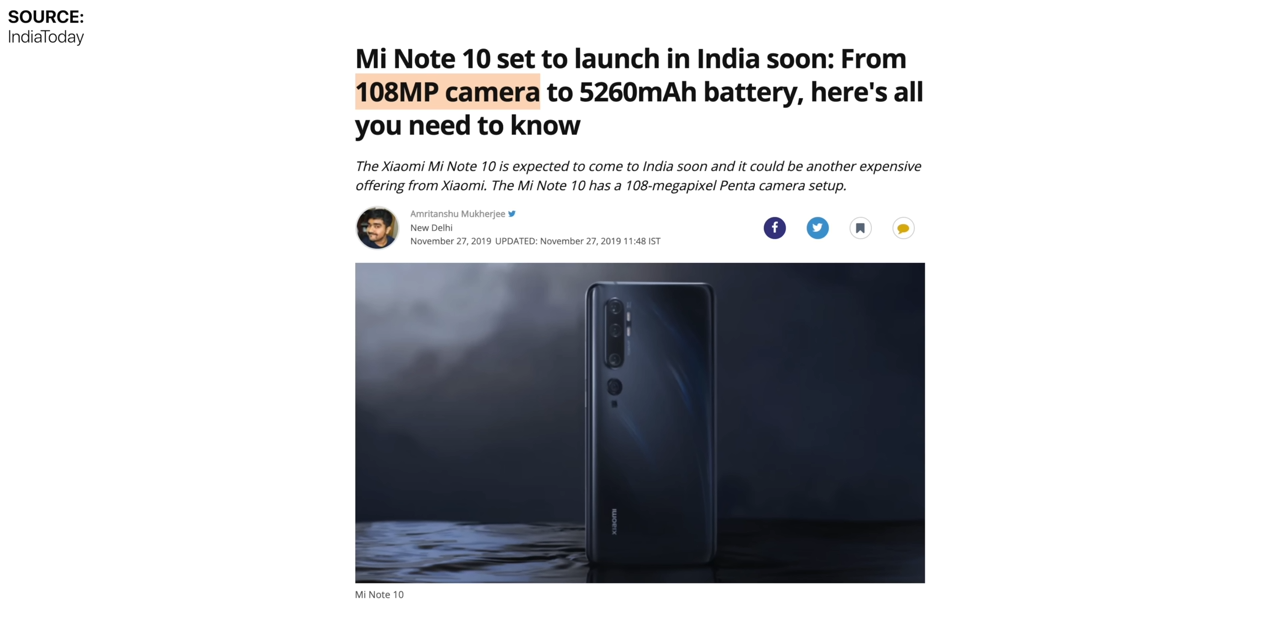 SOURCE:
IndiaToday
Mi Note 10 set to launch in India soon: From
108MP camera to 5260mAh battery, here's all
you need to know
The Xiaomi Mi Note 10 is expected to come to India soon and it could be another expensive
offering from Xiaomi. The Mi Note 10 has a 108-megapixel Penta camera setup.
Amritanshu Mukherjee
New Delhi
November 27, 2019 UPDATED: November 27, 2019 11:48 IST
XIAOMI
Mi Note 10